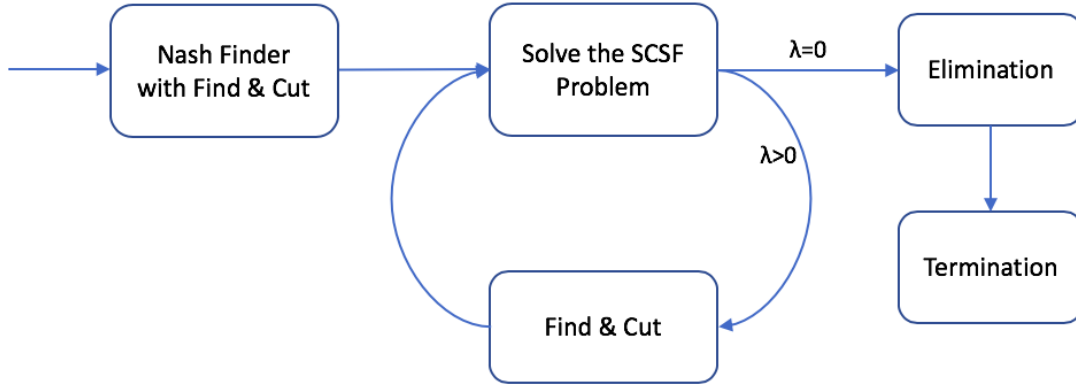 Nash Finder
with Find & Cut
Solve the SCSF
Problem
λ=0
Elimination
λ>0
Termination
Find & Cut